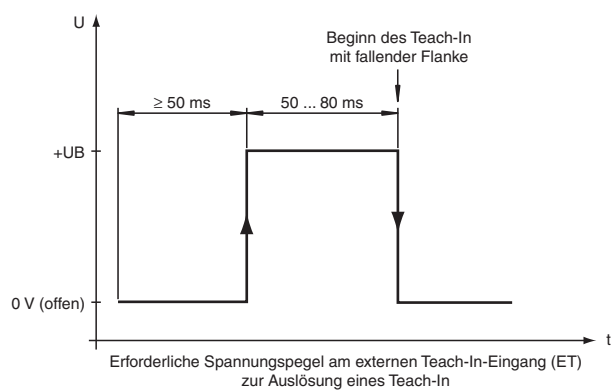 U
Beginn des Teach-In
mit fallender Flanke
≥ 50 ms
50 ... 80 ms
+UB
0 V (offen)
t
Erforderliche Spannungspegel am externen Teach-In-Eingang (ET)
zur Auslösung eines Teach-In